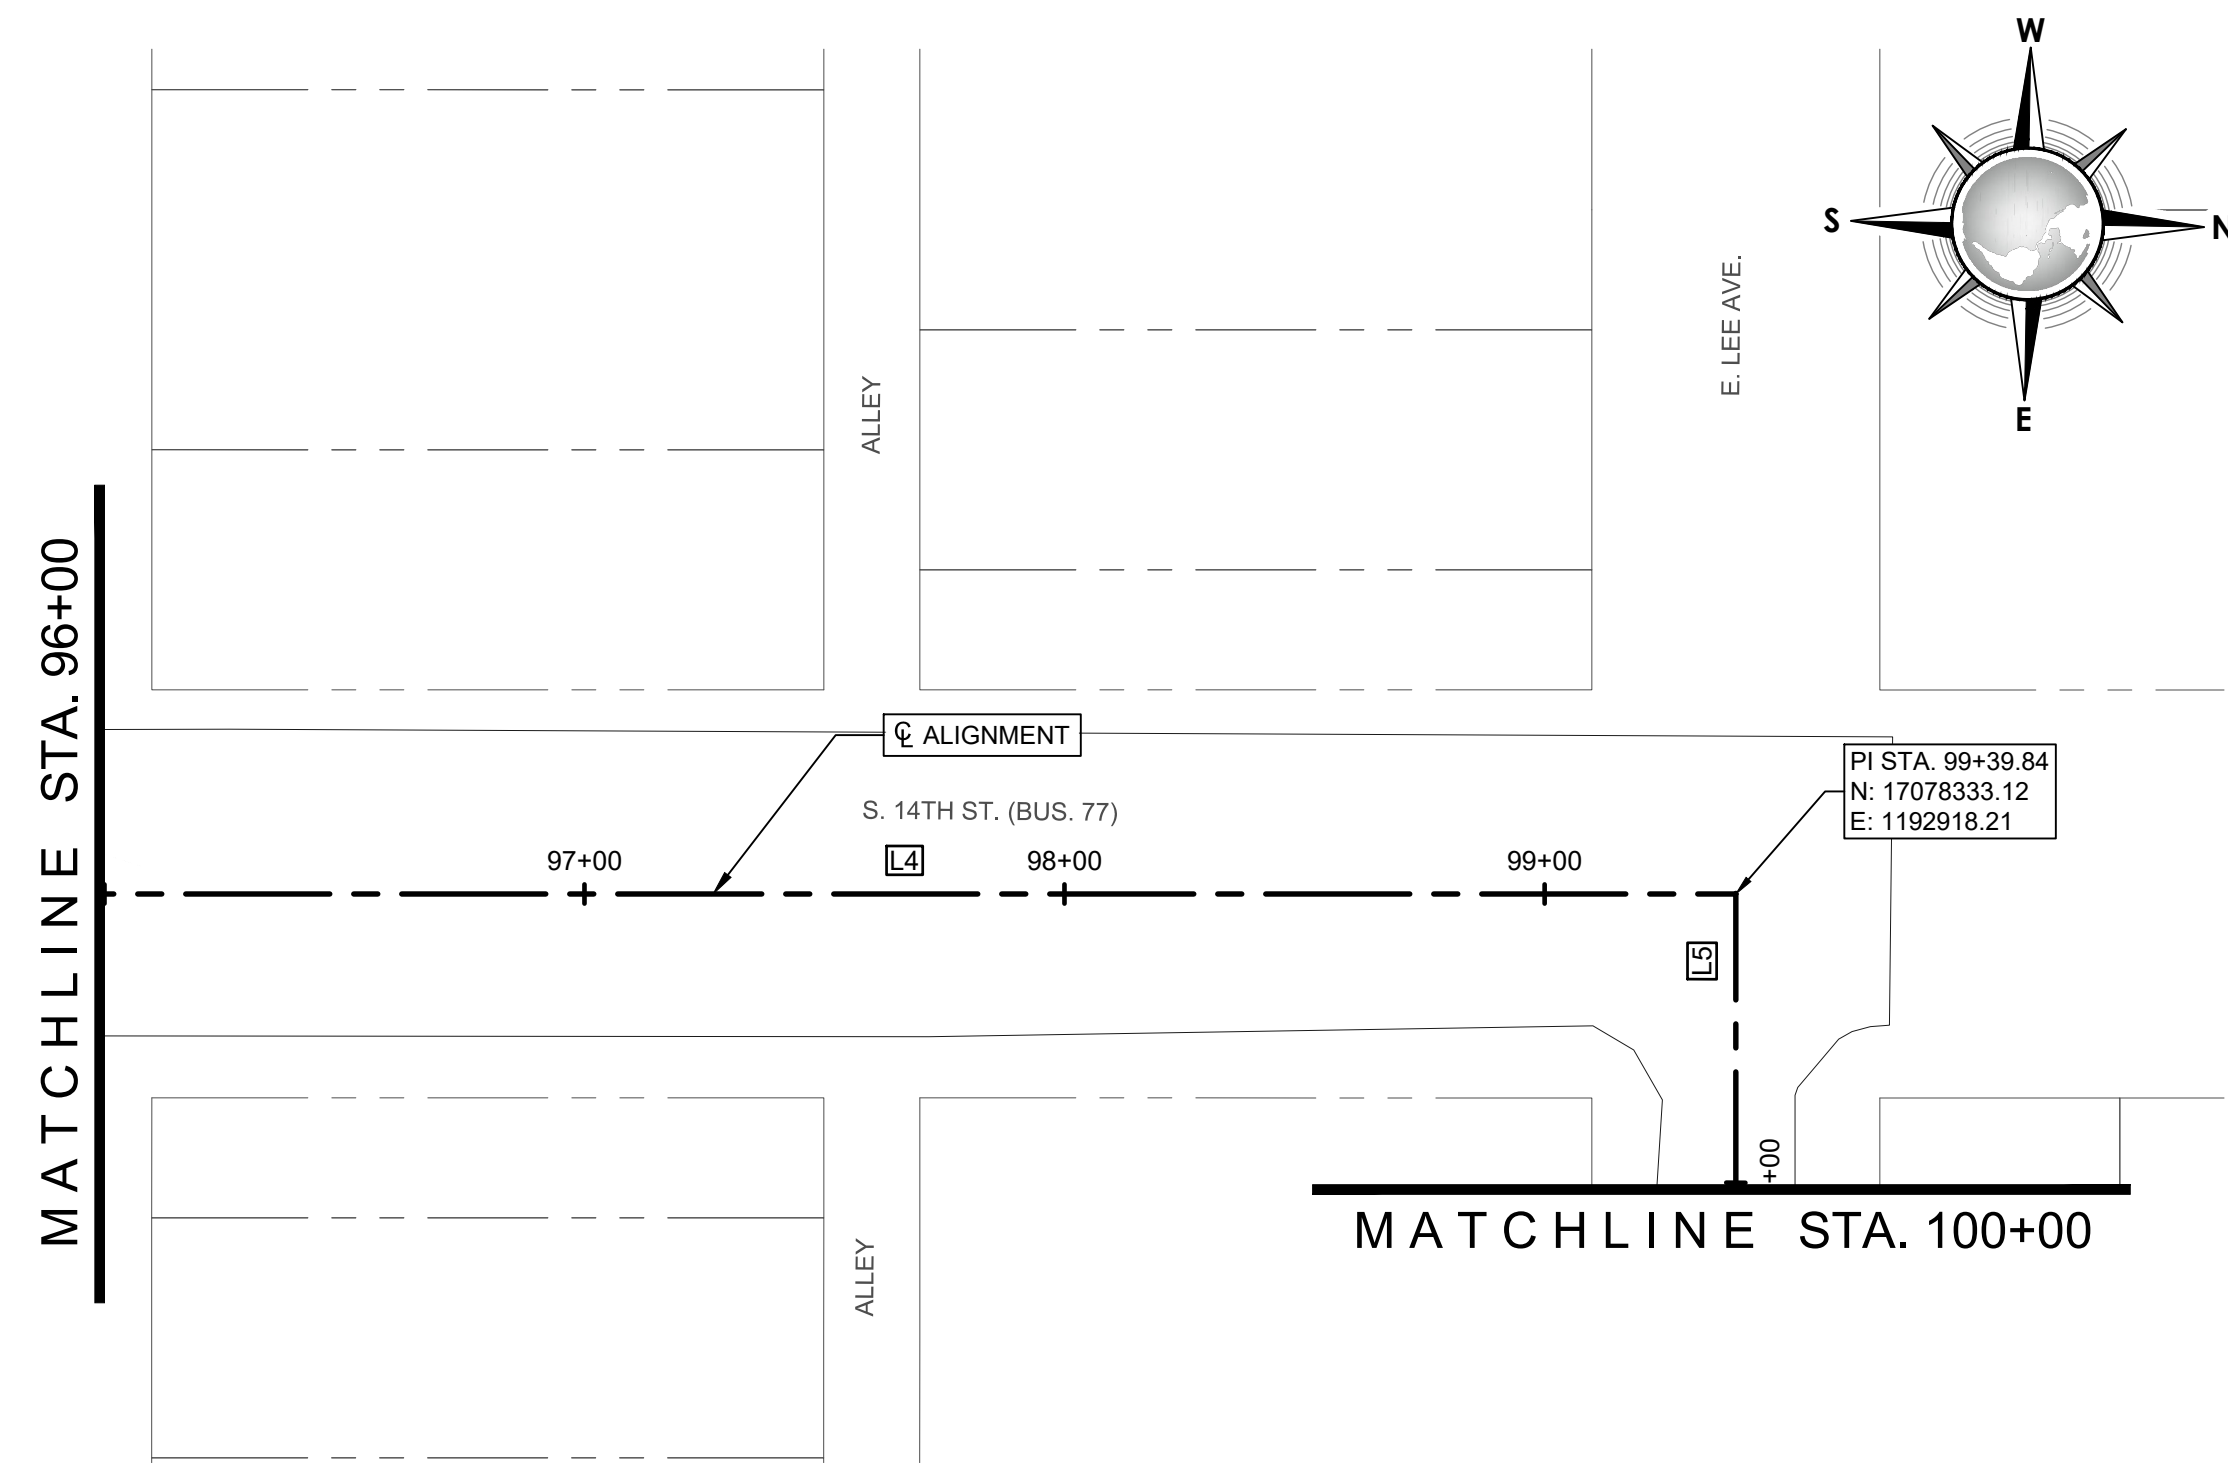 W
S
N
E
E. LEE AVE.
ALLEY
MATCHLINE STA. 96+00
℄ ALIGNMENT
PI STA. 99+39.84
N: 17078333.12
E: 1192918.21
S. 14TH ST. (BUS. 77)
97+00
L4
98+00
99+00
L5
+00
MATCHLINE STA. 100+00
ALLEY